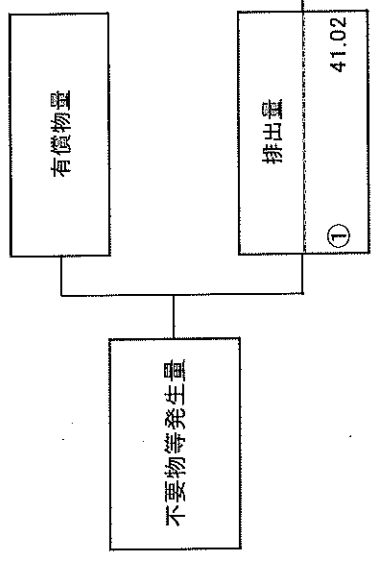 不要物等発生量
有償物量
排出量
① 41.02